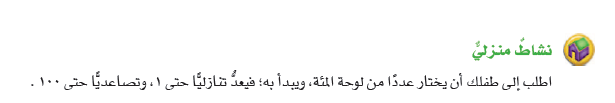 نشاطٌ منزليٌّ
اطلب إلى طفلك أن يختار عددًا من لوحة المئة، ويبدأ به؛ فيعدُّ تنازليًّا حتى ١، وتصاعديًّا حتى ١٠٠ .